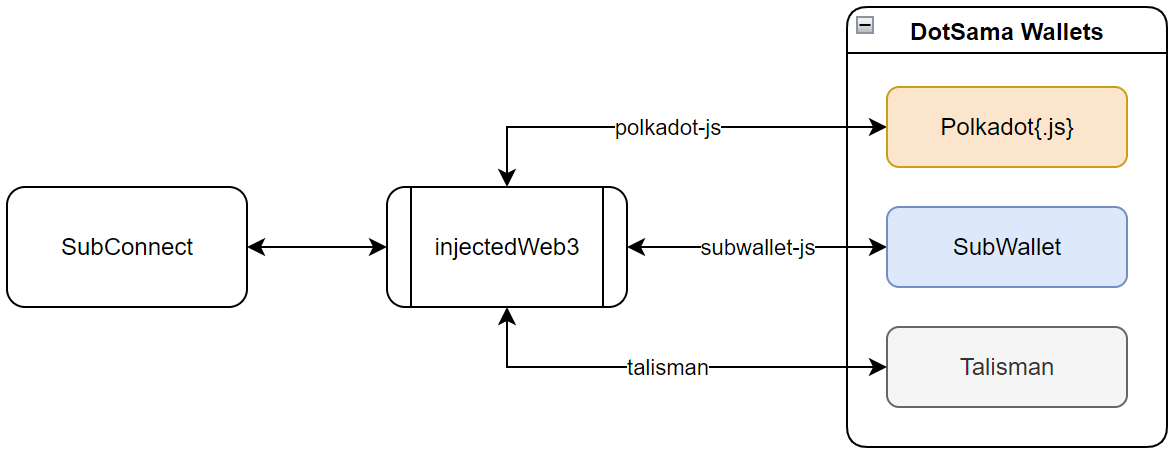 DotSama Wallets
polkadot-js
Polkadot{.js}
SubConnect
injectedWeb3
subwallet-js
SubWallet
talisman
Talisman